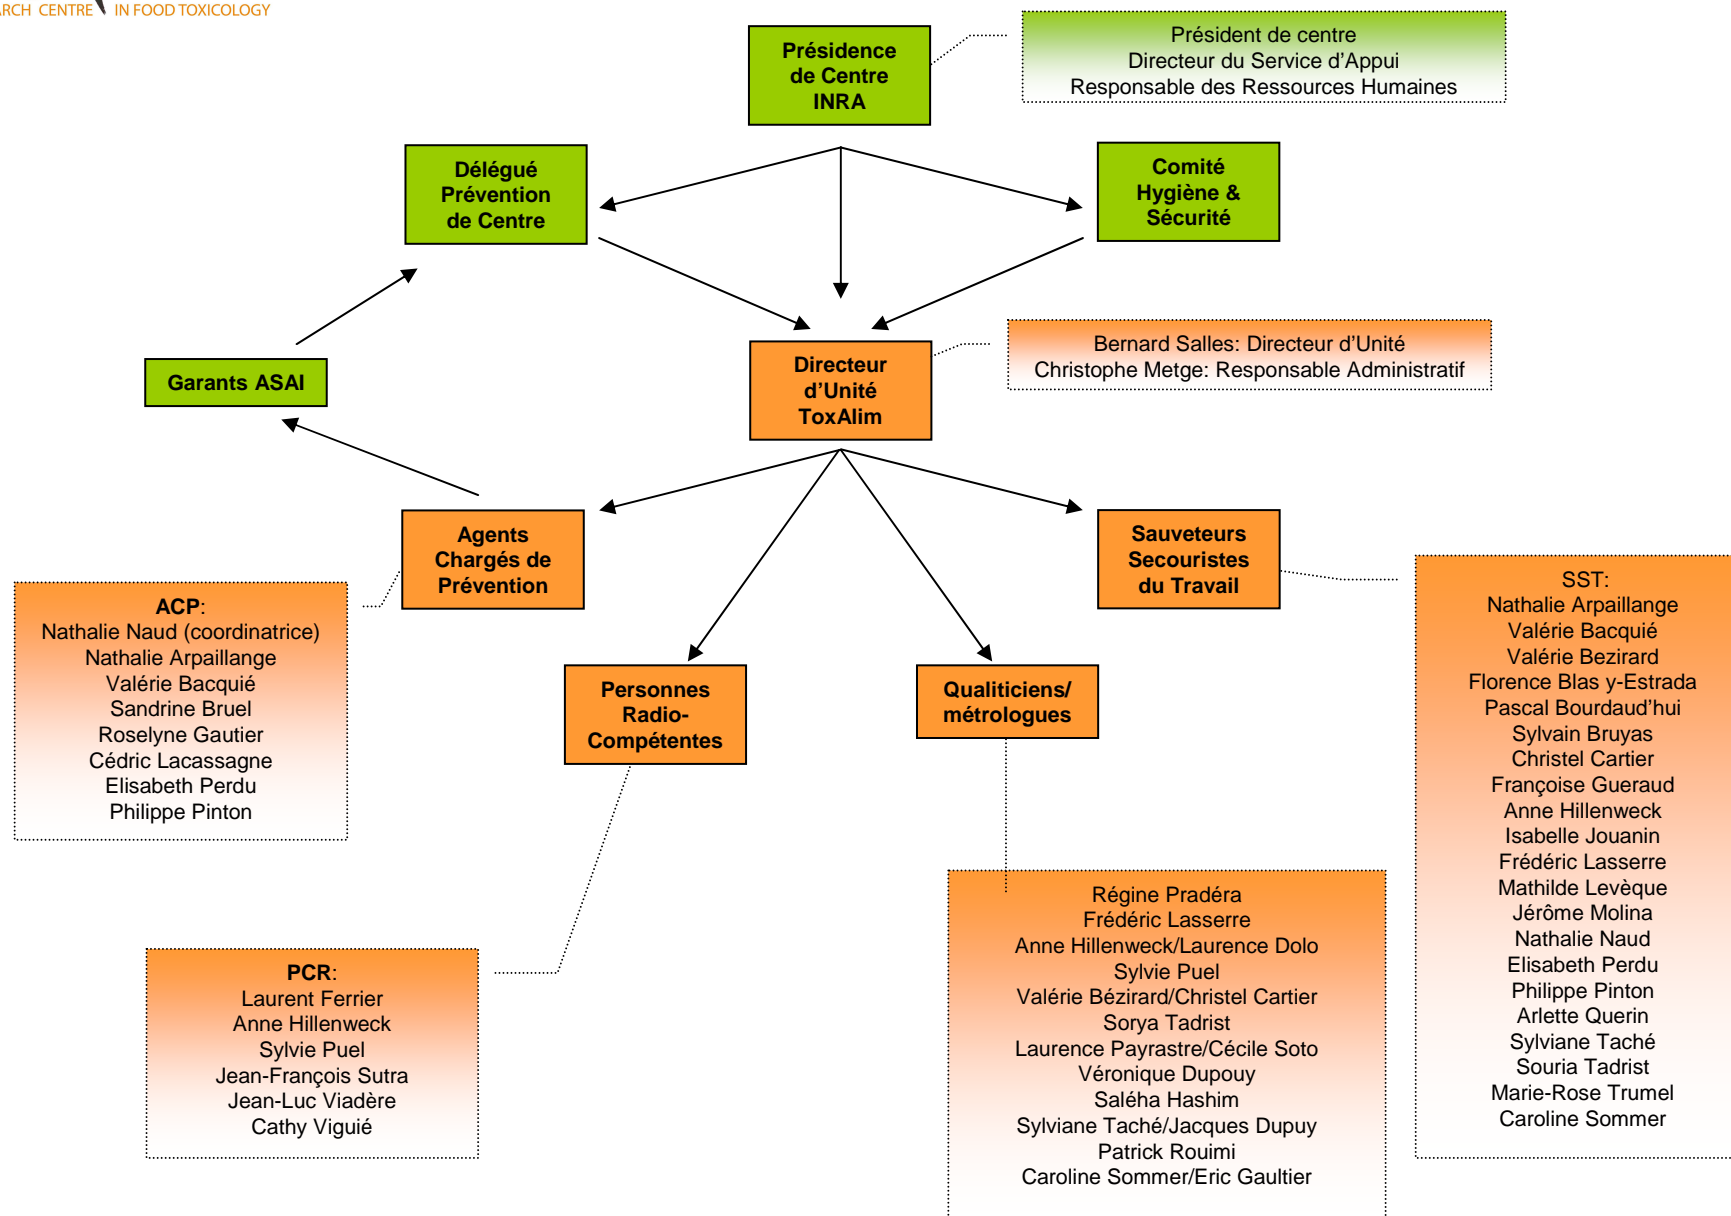 ARCH CENTRE IN FOOD TOXICOLOGY
Présidence
de Centre
INRA
Président de centre
Directeur du Service d'Appui
Responsable des Ressources Humaines
Délégué
Prévention
de Centre
Comité
Hygiène &
Sécurité
Garants ASAI
Directeur
d'Unité
ToxAlim
Bernard Salles: Directeur d'Unité
Christophe Metge: Responsable Administratif
Agents
Chargés de
Prévention
Sauveteurs
Secouristes
du Travail
ACP:
Nathalie Naud (coordinatrice)
Nathalie Arpaillange
Valérie Bacquié
Sandrine Bruel
Roselyne Gautier
Cédric Lacassagne
Elisabeth Perdu
Philippe Pinton
Personnes
Radio-
Compétentes
Qualiticiens/
métrologues
SST:
Nathalie Arpaillange
Valérie Bacquié
Valérie Bezirard
Florence Blas y-Estrada
Pascal Bourdaud'hui
Sylvain Bruyas
Christel Cartier
Françoise Gueraud
Anne Hillenweck
Isabelle Jouanin
Frédéric Lasserre
Mathilde Levèque
Jérôme Molina
Nathalie Naud
Elisabeth Perdu
Philippe Pinton
Arlette Querin
Sylviane Taché
Souria Tadrist
Marie-Rose Trumel
Caroline Sommer
PCR:
Laurent Ferrier
Anne Hillenweck
Sylvie Puel
Jean-François Sutra
Jean-Luc Viadère
Cathy Viguié
Régine Pradéra
Frédéric Lasserre
Anne Hillenweck/Laurence Dolo
Sylvie Puel
Valérie Bézirard/Christel Cartier
Sorya Tadrist
Laurence Payrastre/Cécile Soto
Véronique Dupouy
Saléha Hashim
Sylviane Taché/Jacques Dupuy
Patrick Rouimi
Caroline Sommer/Eric Gaultier